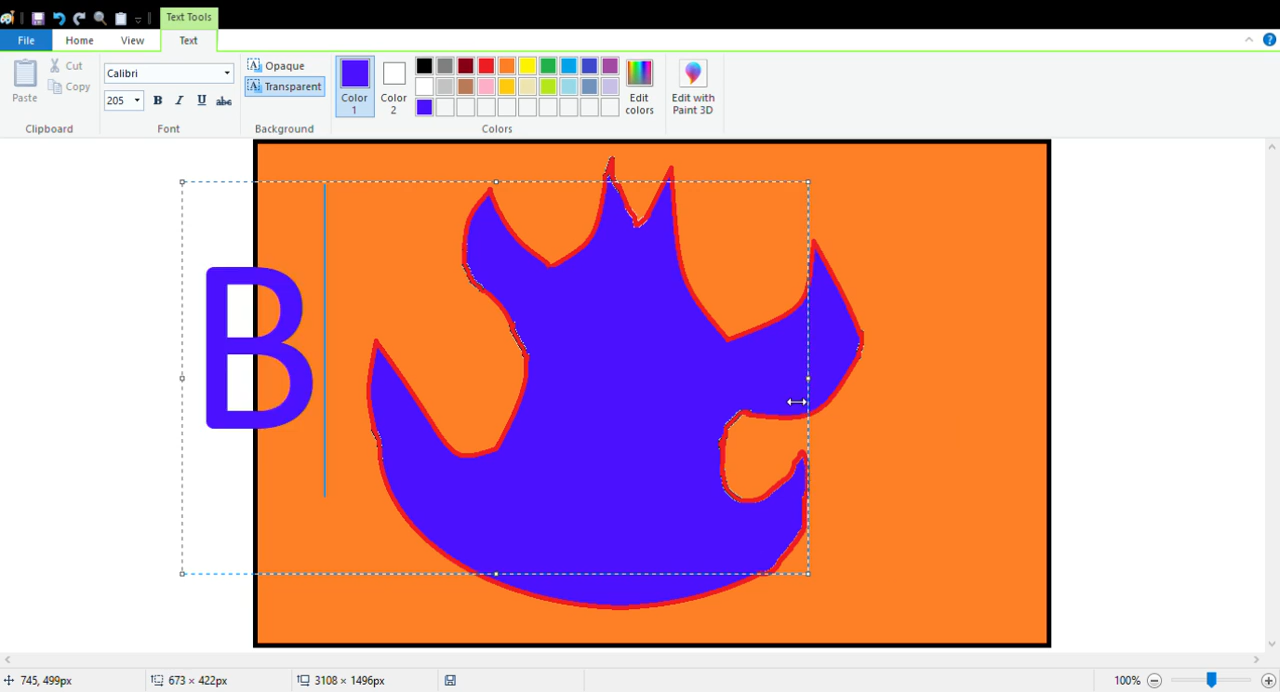 Text Tools
File Home View Text
Paste Cut Copy Clipboard
Calibri
205 B I U abc
Font
Opaque
Transparent
Background
Color 1 Color 2 Edit colors
Colors
Edit with Paint 3D
B
745, 499px 673 × 422px 3108 × 1496px 100%